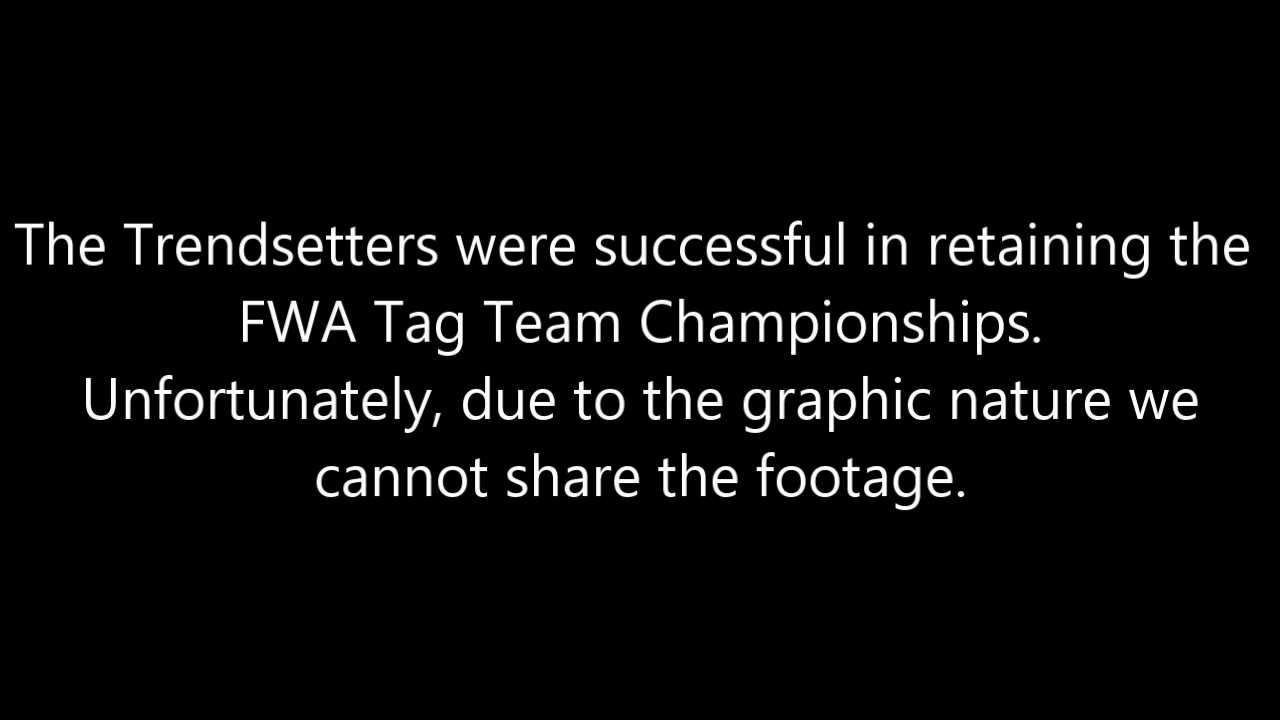 The Trendsetters were successful in retaining the
FWA Tag Team Championships.
Unfortunately, due to the graphic nature we
cannot share the footage.